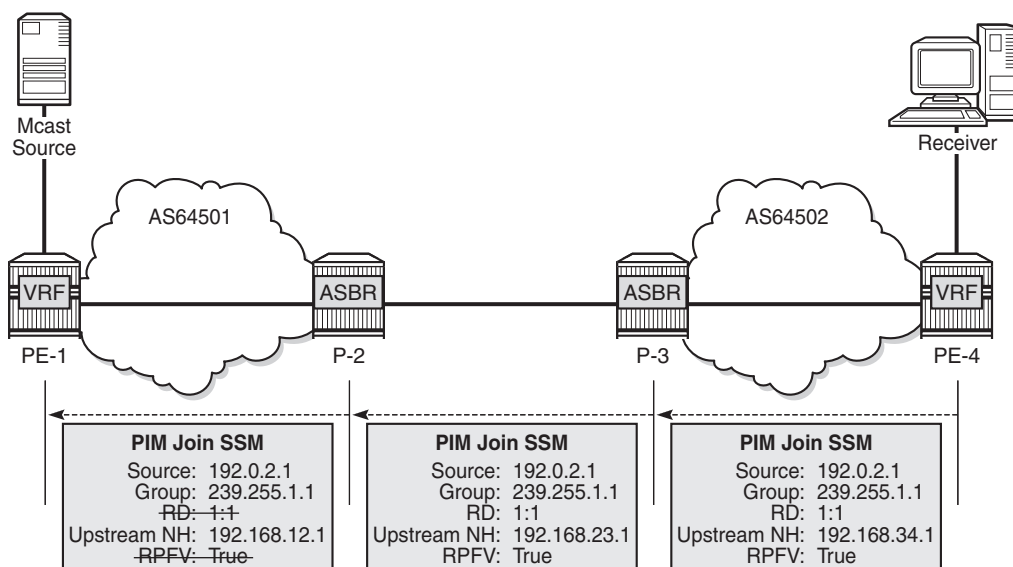 Mcast
Source
Receiver
AS64501
AS64502
VRF
ASBR
ASBR
VRF
PE-1
P-2
P-3
PE-4
PIM Join SSM
Source: 192.0.2.1
Group: 239.255.1.1
RD: 1:1
Upstream NH: 192.168.12.1
RPFV: True
PIM Join SSM
Source: 192.0.2.1
Group: 239.255.1.1
RD: 1:1
Upstream NH: 192.168.23.1
RPFV: True
PIM Join SSM
Source: 192.0.2.1
Group: 239.255.1.1
RD: 1:1
Upstream NH: 192.168.34.1
RPFV: True